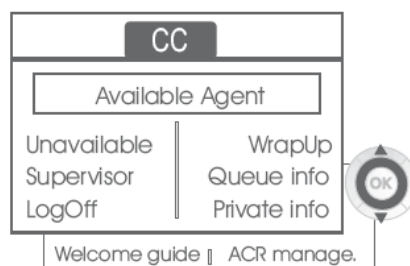 CC
Available Agent
Unavailable WrapUp
Supervisor Queue info
LogOff Private info
OK
Welcome guide ACR manage.